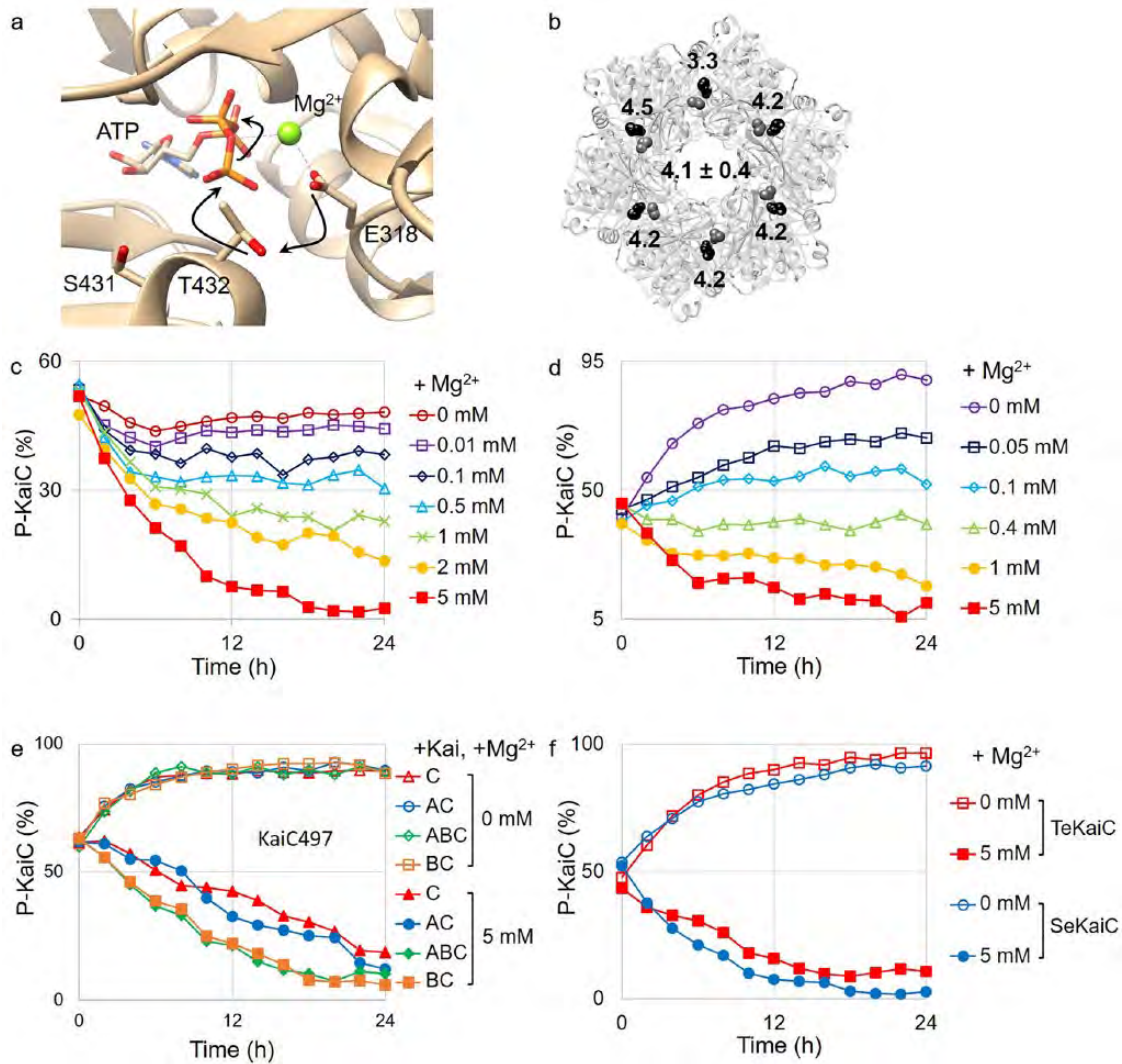 a
ATP
Mg²⁺
E318
S431
T432
b
3.3
4.5
4.2
4.1 ± 0.4
4.2
4.2
4.2
c
60
30
0
P-KaiC (%)
0
12
24
Time (h)
+ Mg²⁺
0 mM
0.01 mM
0.1 mM
0.5 mM
1 mM
2 mM
5 mM
d
95
50
5
P-KaiC (%)
0
12
24
Time (h)
+ Mg²⁺
0 mM
0.05 mM
0.1 mM
0.4 mM
1 mM
5 mM
e
100
50
0
P-KaiC (%)
KaiC497
0
12
24
Time (h)
+Kai, +Mg²⁺
C
AC
ABC
BC
0 mM
C
AC
ABC
BC
5 mM
f
100
50
0
P-KaiC (%)
0
12
24
Time (h)
+ Mg²⁺
0 mM
5 mM
TeKaiC
0 mM
5 mM
SeKaiC